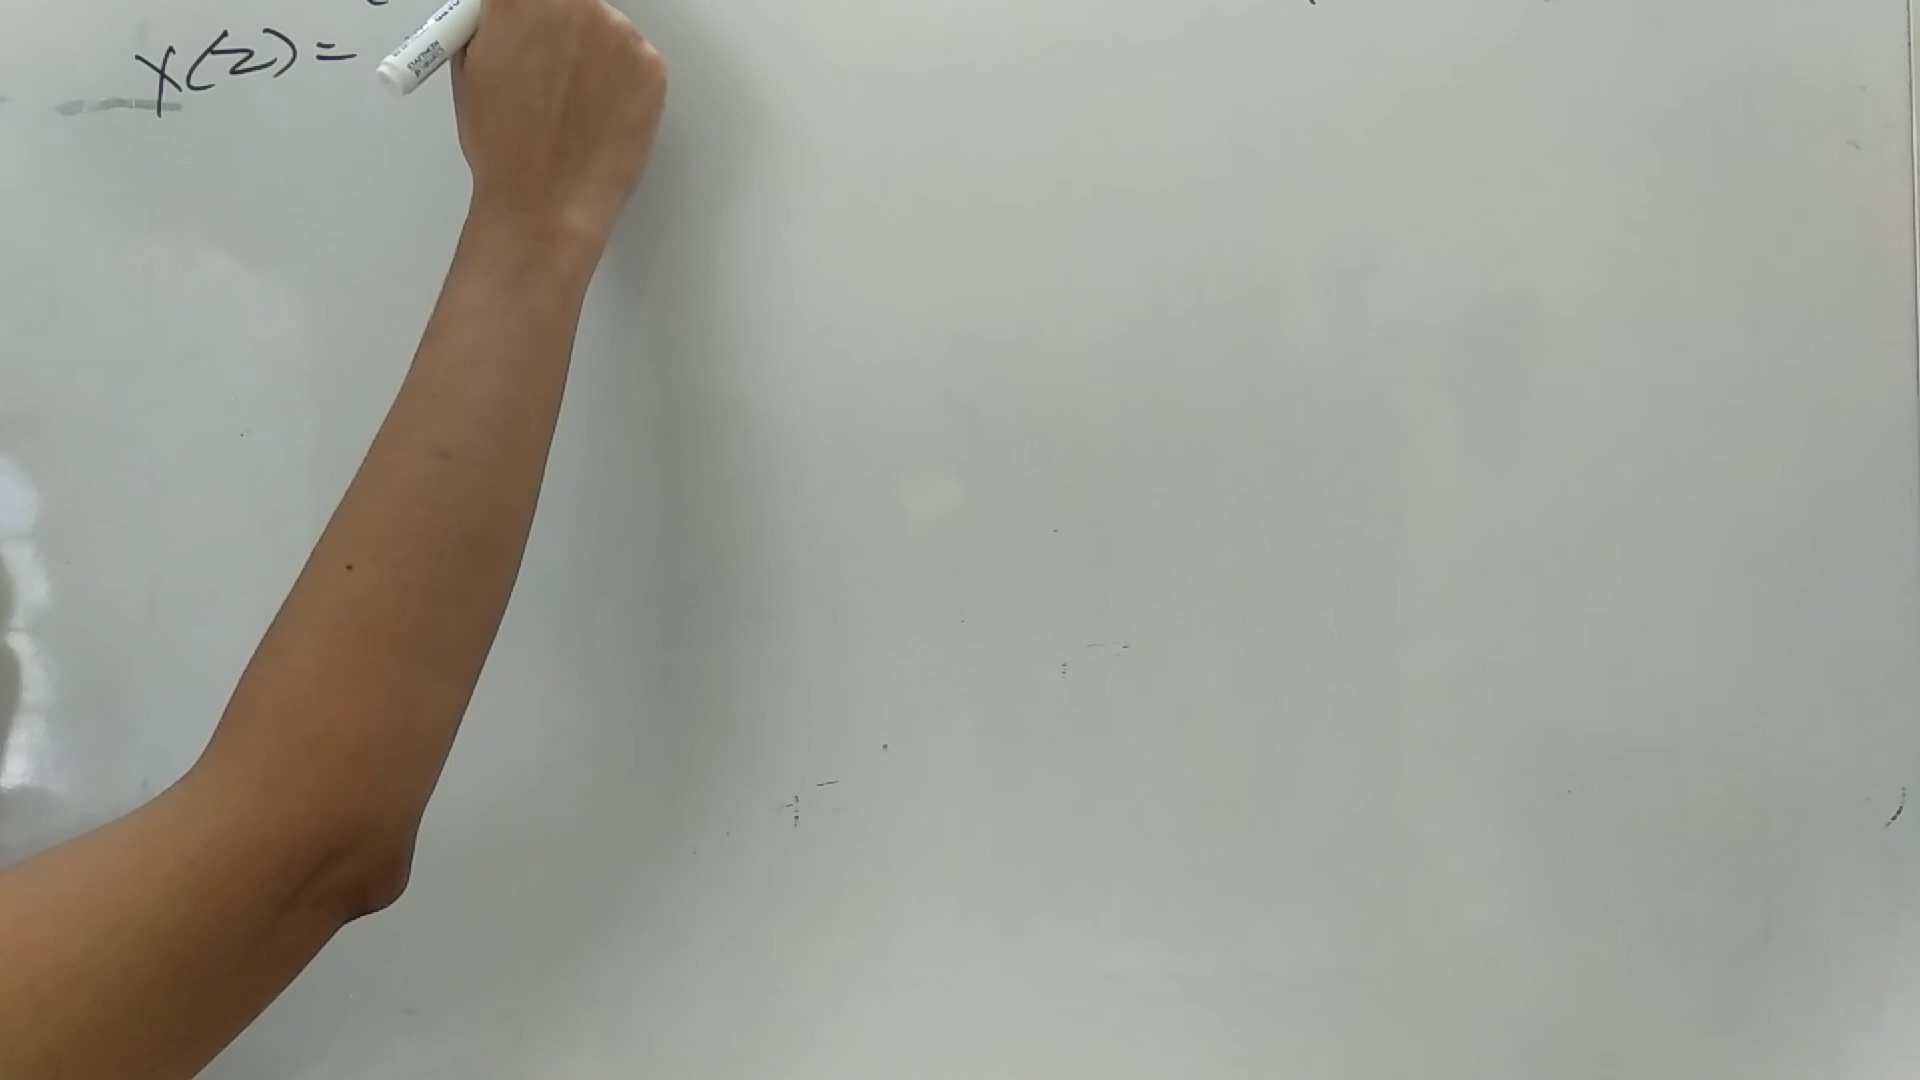 X(z) =